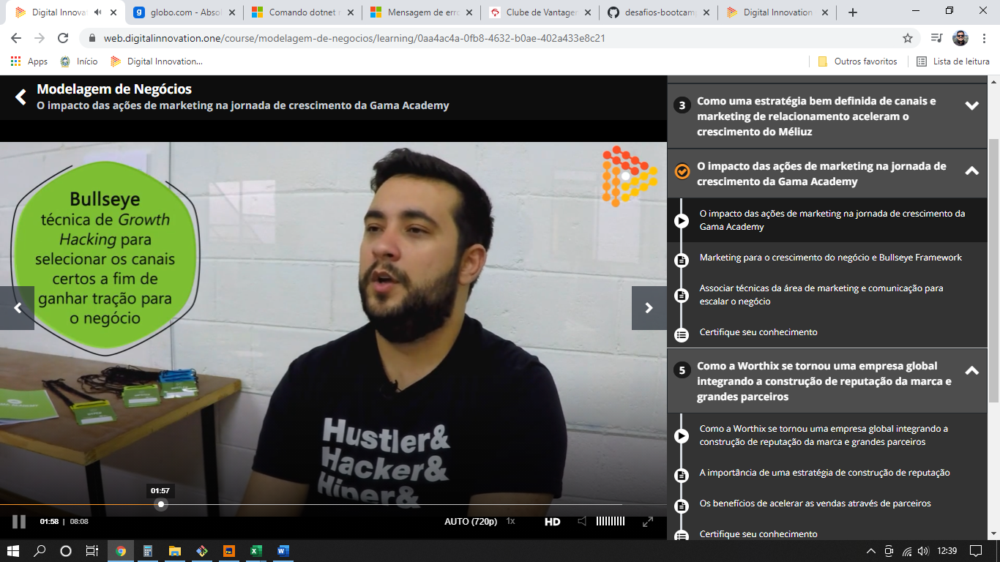 Digital Innovat
globo.com - Absol
Comando dotnet r
Mensagem de erro
Clube de Vantager
desafios-bootcamp
Digital Innovation
web.digitalinnovation.one/course/modelagem-de-negocios/learning/0aa4ac4a-0fb8-4632-b0ae-402a433e8c21
Apps
Início
Digital Innovation...
Outros favoritos
Lista de leitura
Modelagem de Negócios
O impacto das ações de marketing na jornada de crescimento da Gama Academy
Bullseye
técnica de Growth
Hacking para
selecionar os canais
certos a fim de
ganhar tração para
o negócio
Hustler&
Hacker&
Hiper&
01:57
01:58 | 08:08
AUTO (720p)
1x
HD
3
Como uma estratégia bem definida de canais e
marketing de relacionamento aceleram o
crescimento do Méliuz
O impacto das ações de marketing na jornada de
crescimento da Gama Academy
O impacto das ações de marketing na jornada de crescimento da
Gama Academy
Marketing para o crescimento do negócio e Bullseye Framework
Associar técnicas da área de marketing e comunicação para
escalar o negócio
Certifique seu conhecimento
5
Como a Worthix se tornou uma empresa global
integrando a construção de reputação da marca e
grandes parceiros
Como a Worthix se tornou uma empresa global integrando a
construção de reputação da marca e grandes parceiros
A importância de uma estratégia de construção de reputação
Os benefícios de acelerar as vendas através de parceiros
Certifique seu conhecimento
12:39